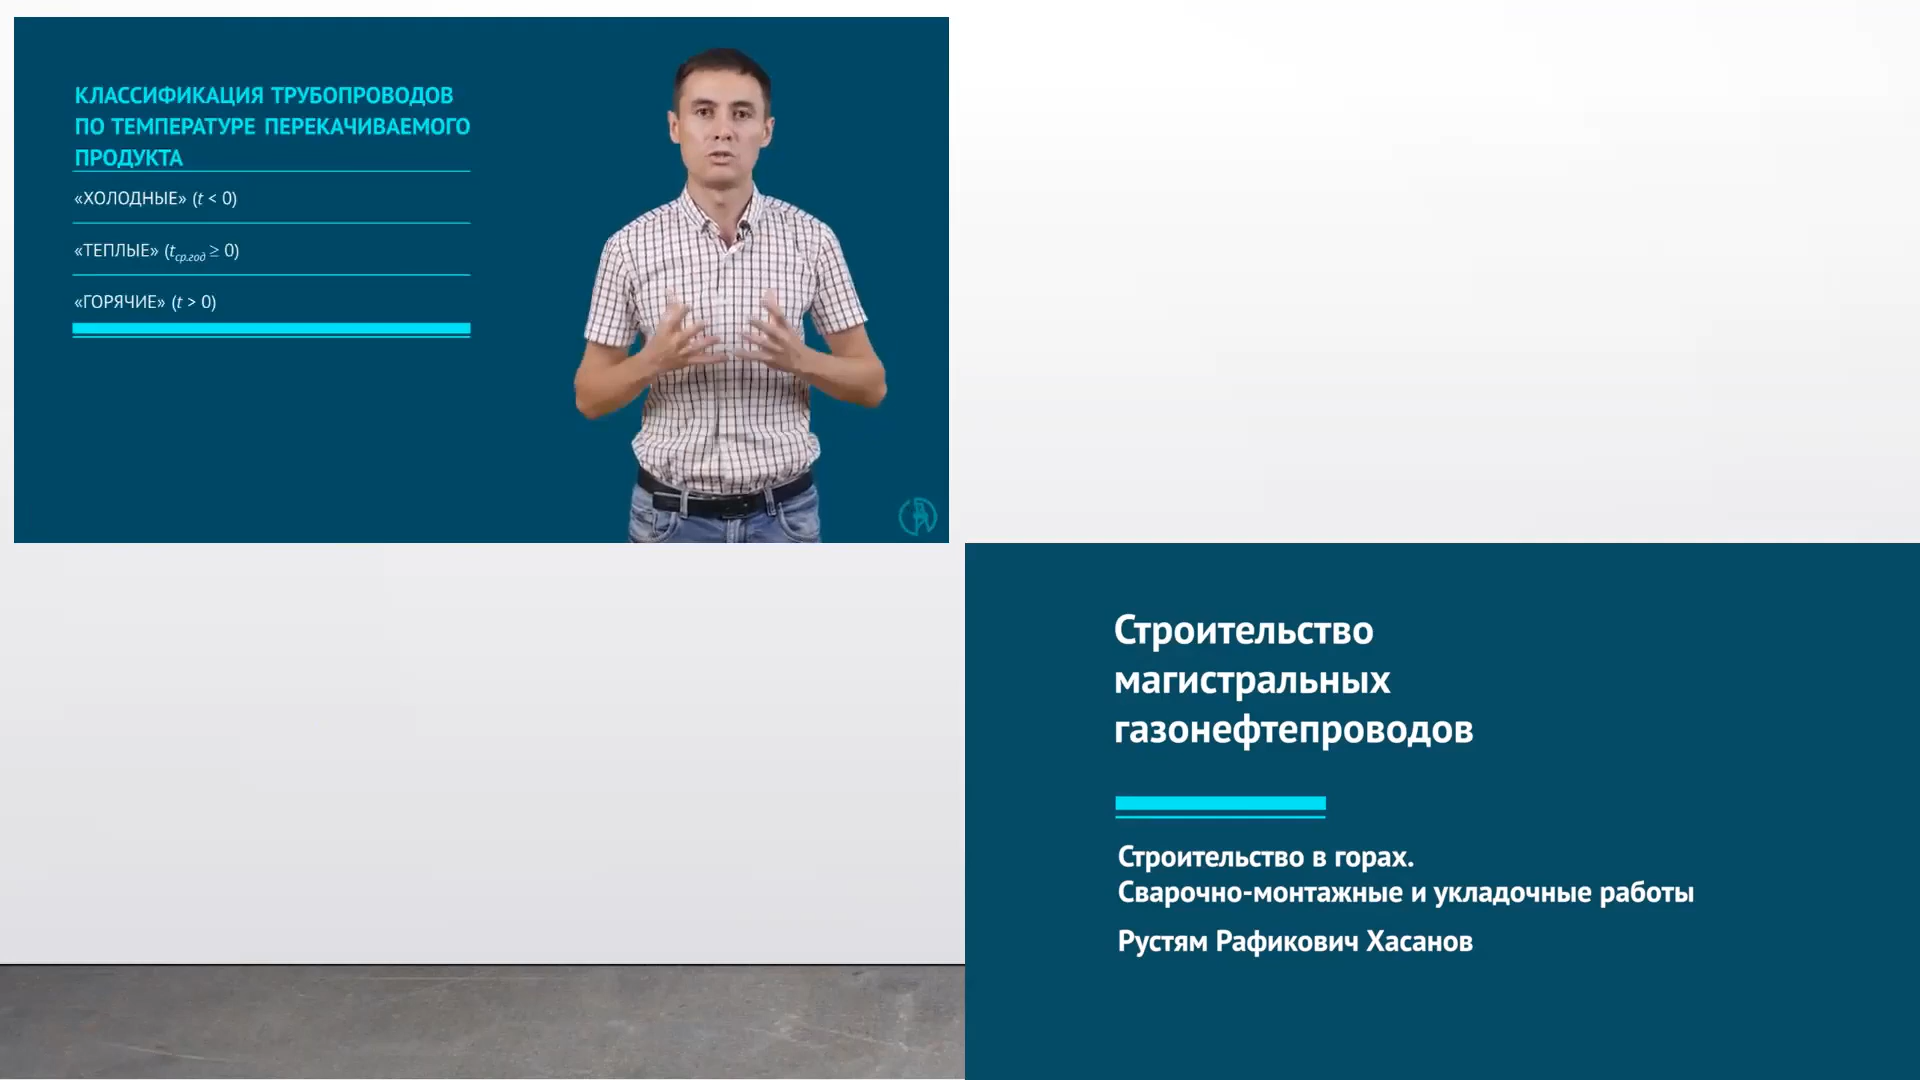 КЛАССИФИКАЦИЯ ТРУБОПРОВОДОВ
ПО ТЕМПЕРАТУРЕ ПЕРЕКАЧИВАЕМОГО
ПРОДУКТА
«ХОЛОДНЫЕ» (t < 0)
«ТЕПЛЫЕ» (tср.год ≥ 0)
«ГОРЯЧИЕ» (t > 0)
Строительство
магистральных
газонефтепроводов
Строительство в горах.
Сварочно-монтажные и укладочные работы
Рустям Рафикович Хасанов